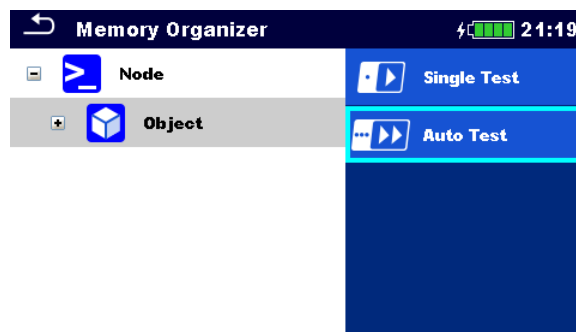 Memory Organizer
21:19
Node
Single Test
Object
Auto Test